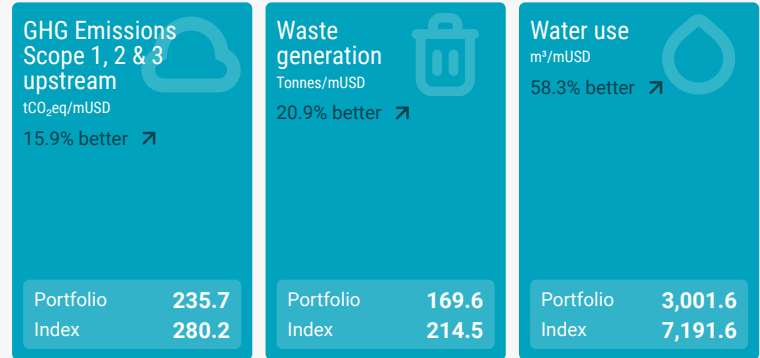 GHG Emissions
Scope 1, 2 & 3
upstream
tCO₂eq/mUSD
15.9% better
Portfolio 235.7
Index 280.2
Waste
generation
Tonnes/mUSD
20.9% better
Portfolio 169.6
Index 214.5
Water use
m³/mUSD
58.3% better
Portfolio 3,001.6
Index 7,191.6